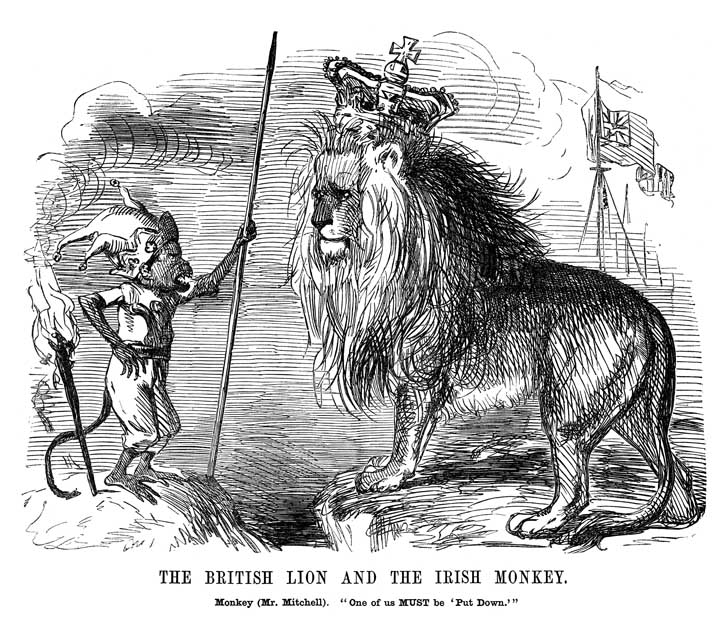 THE BRITISH LION AND THE IRISH MONKEY.
Monkey (Mr. Mitchell). "One of us MUST be 'Put Down.'"